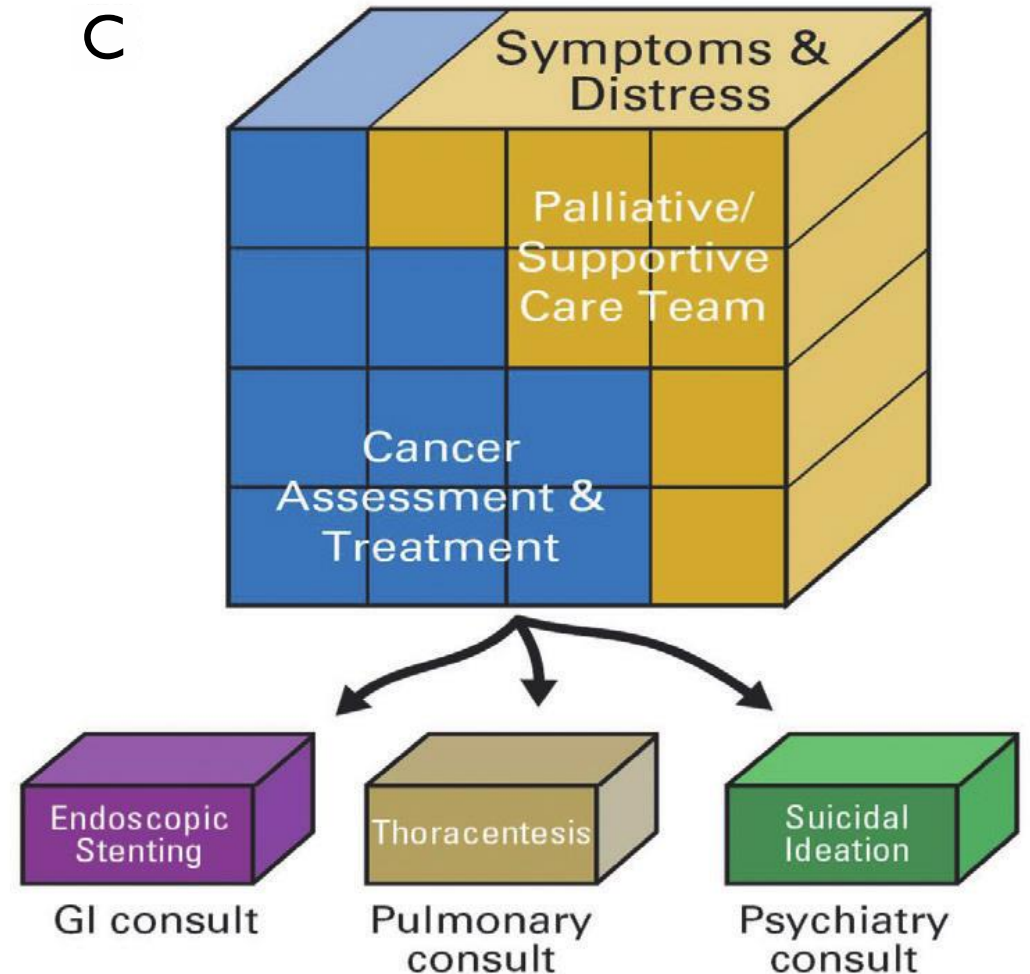 C
Symptoms &
Distress
Palliative/
Supportive
Care Team
Cancer
Assessment &
Treatment
Endoscopic
Stenting
Thoracentesis
Suicidal
Ideation
GI consult
Pulmonary
consult
Psychiatry
consult